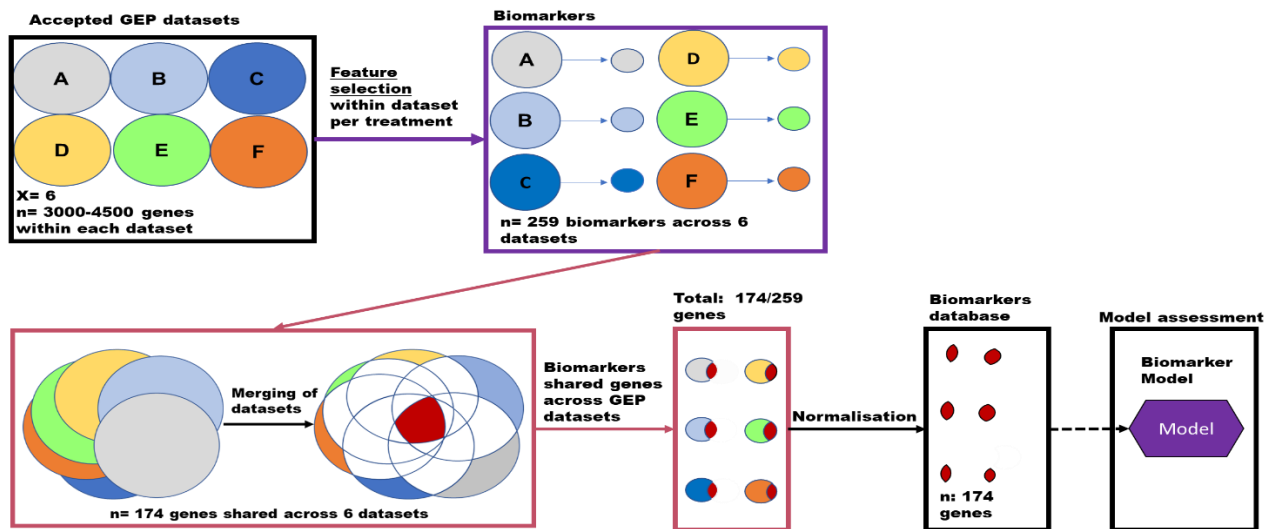 Accepted GEP datasets
A
B
C
D
E
F
X= 6
n= 3000-4500 genes
within each dataset
Feature
selection
within dataset
per treatment
Biomarkers
A
D
B
E
C
F
n= 259 biomarkers across 6
datasets
Merging of
datasets
n= 174 genes shared across 6 datasets
Biomarkers
shared genes
across GEP
datasets
Total: 174/259
genes
Normalisation
Biomarkers
database
n: 174
genes
Model assessment
Biomarker
Model
Model